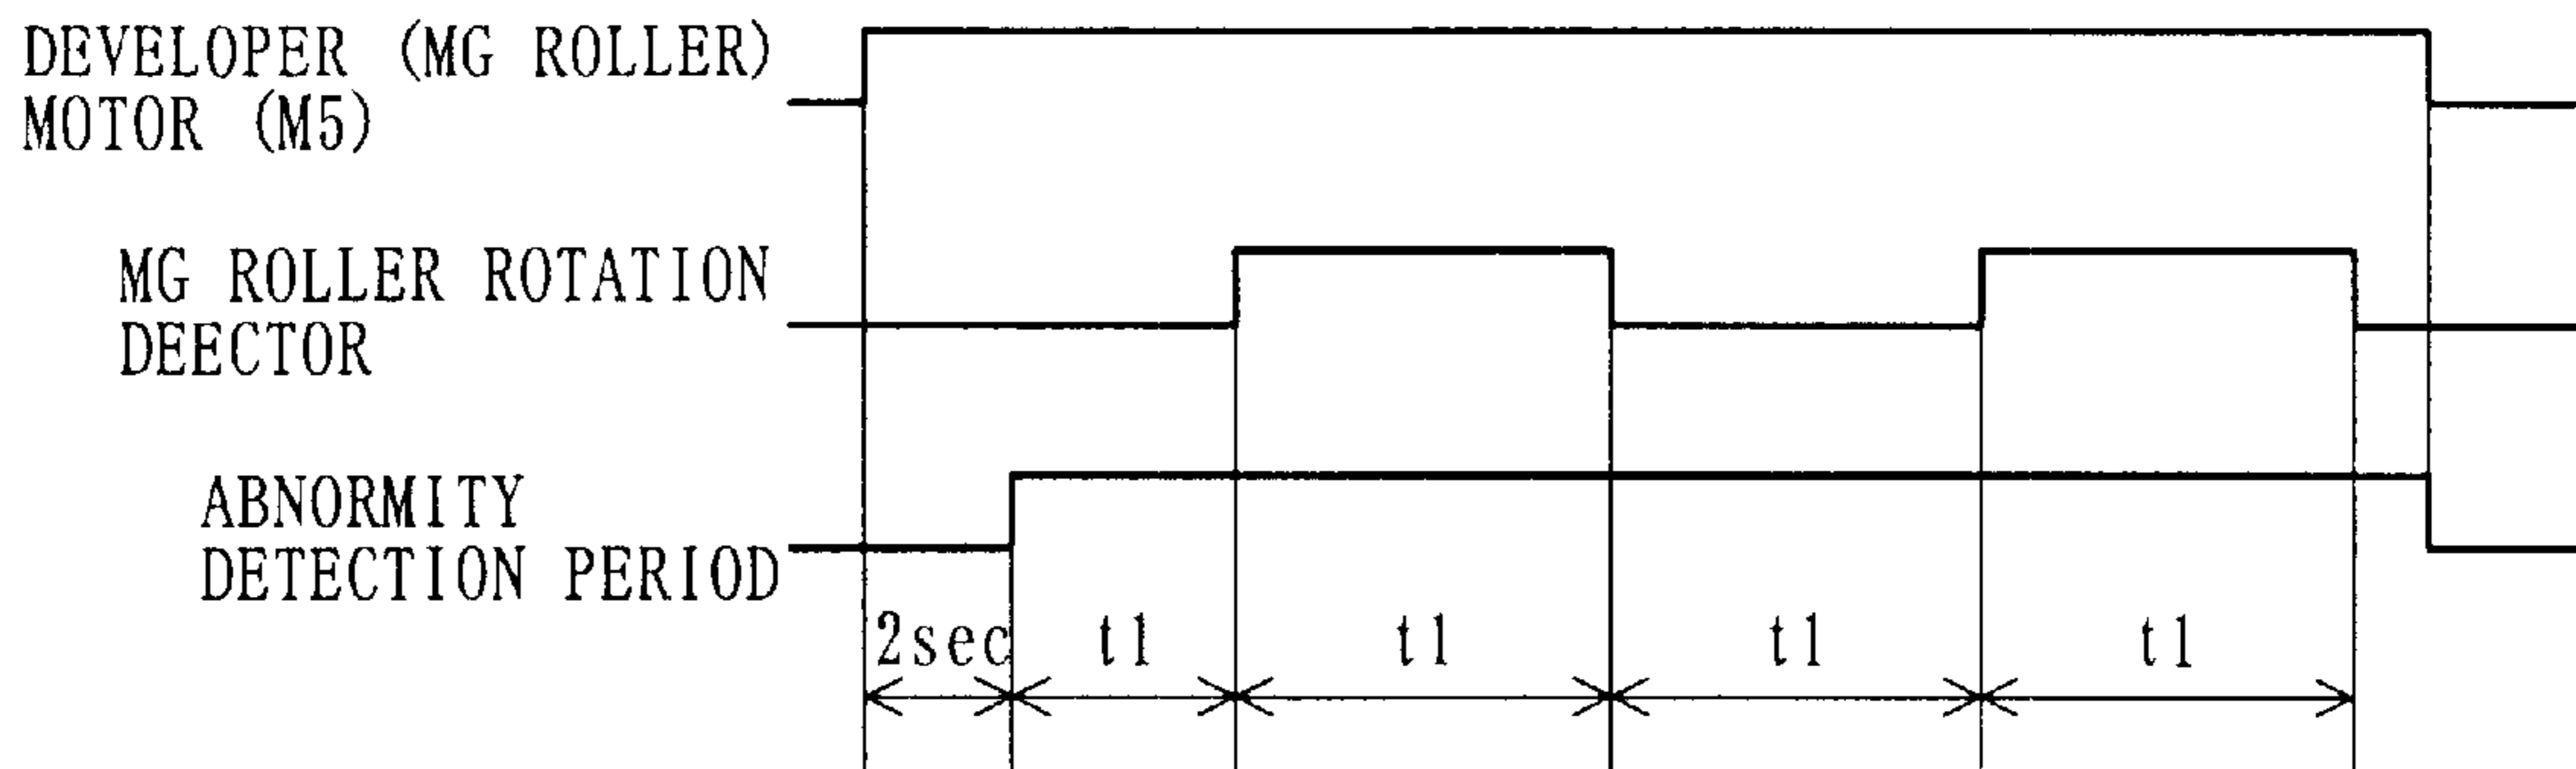 DEVELOPER (MG ROLLER)
MOTOR (M5)
MG ROLLER ROTATION
DEECTOR
ABNORMITY
DETECTION PERIOD
2sec t1 t1 t1 t1